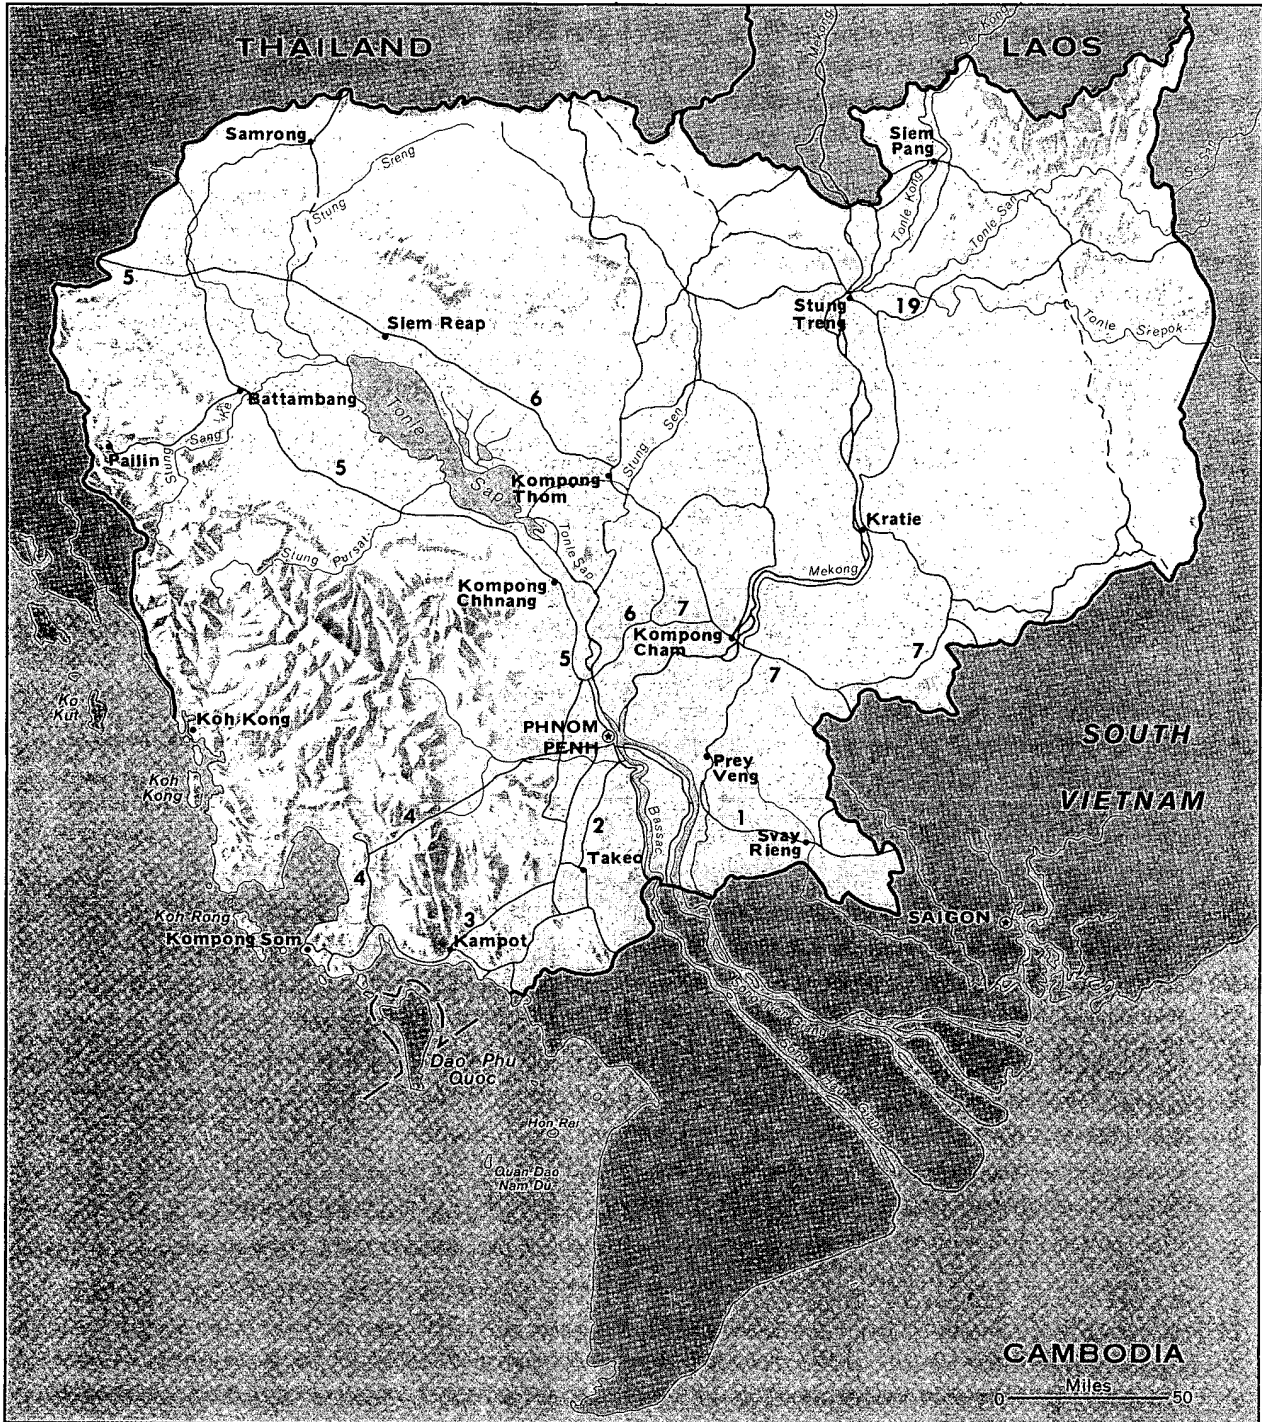 THAILAND
LAOS
Mekong
Kong
Samrong
Siem
Pang
Sreng
Stung
Tonle Kong
Tonle San
5
Stung
Treng
19
Siem Reap
Tonle
Srepok
Battambang
6
Tonle
Sap
Sang
Ke
Stung
Pailin
5
Stung
Sen
Kompong
Thom
Kratie
Tonle Sap
Stung
Pursat
Mekong
Kompong
Chhnang
6
7
Kompong
Cham
5
7
7
Ko
Kut
Koh Kong
PHNOM
PENH
SOUTH
VIETNAM
Prey
Veng
Koh
Kong
4
2
Bassac
1
Svay
Rieng
Takeo
4
Koh Rong
3
SAIGON
Kompong Som
Kampot
Dao Phu
Quoc
Hon Rai
Quan Dao
Nam Du
CAMBODIA
Miles
0
50